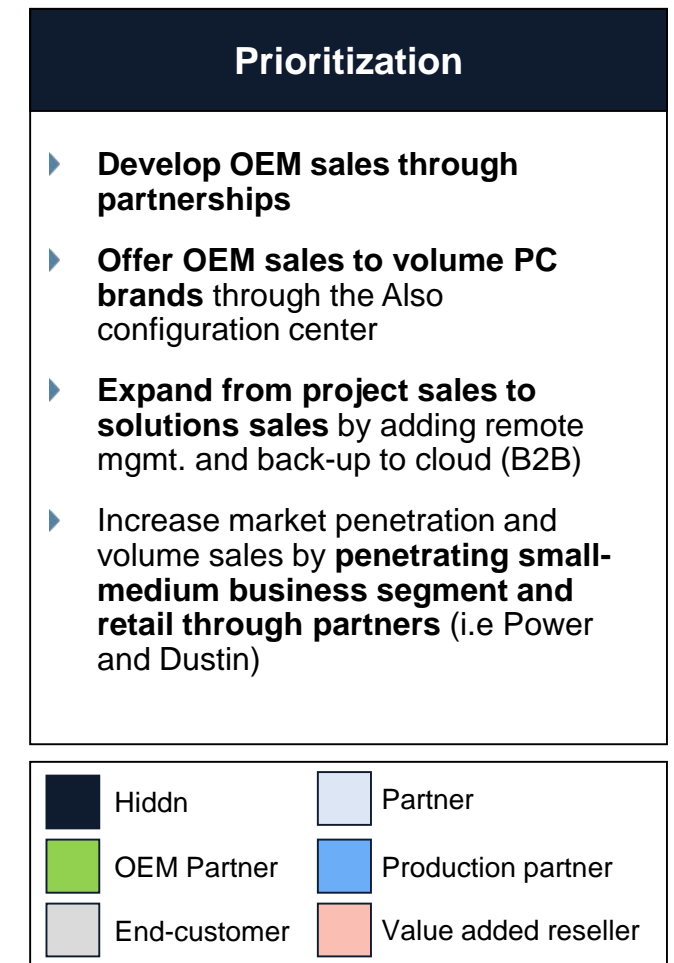 Prioritization
Develop OEM sales through
partnerships
Offer OEM sales to volume PC
brands through the Also
configuration center
Expand from project sales to
solutions sales by adding remote
mgmt. and back-up to cloud (B2B)
Increase market penetration and
volume sales by penetrating small-
medium business segment and
retail through partners (i.e Power
and Dustin)
Hiddn
Partner
OEM Partner
Production partner
End-customer
Value added reseller